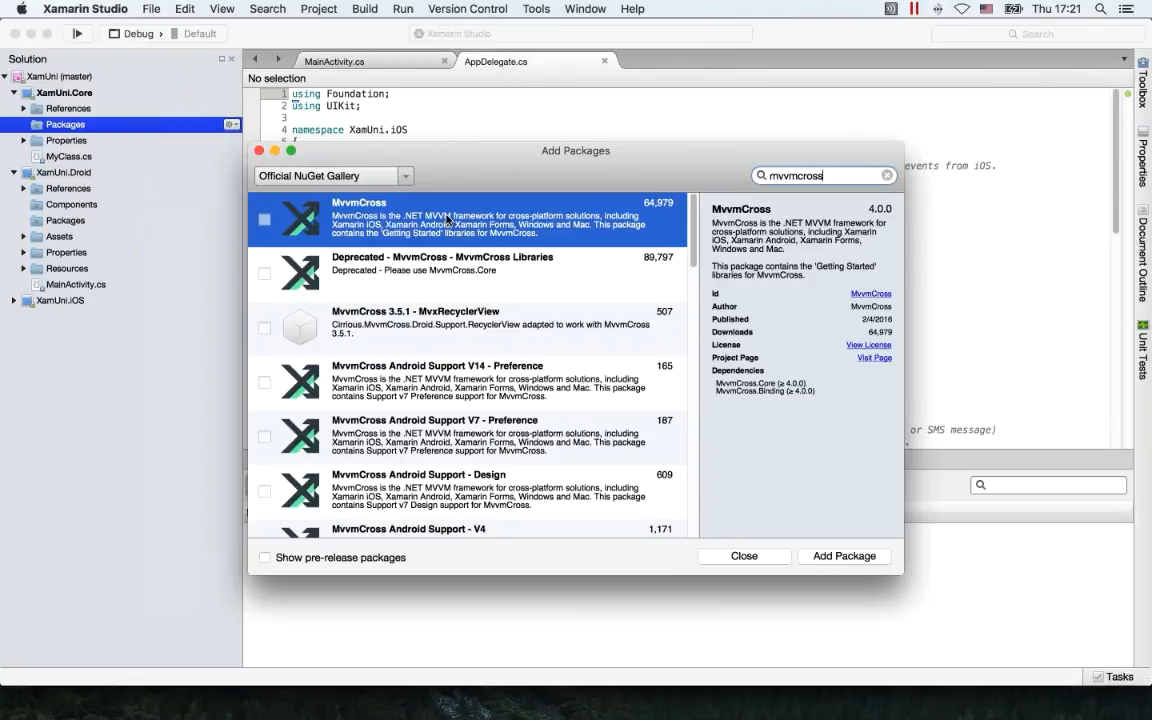 Xamarin Studio File Edit View Search Project Build Run Version Control Tools Window Help Thu 17:21
Debug › Default
Xamarin Studio
Search
Solution
MainActivity.cs
AppDelegate.cs
No selection
XamUni (master)
XamUni.Core
References
Packages
Properties
MyClass.cs
XamUni.Droid
References
Components
Packages
Assets
Properties
Resources
MainActivity.cs
XamUni.iOS
1 using Foundation;
2 using UIKit;
3
4 namespace XamUni.iOS
{
events from iOS.
or SMS message)
Add Packages
Official NuGet Gallery
mvvmcross
MvvmCross 64,979
MvvmCross is the .NET MVVM framework for cross-platform solutions, including
Xamarin iOS, Xamarin Android, Xamarin Forms, Windows and Mac. This package
contains the 'Getting Started' libraries for MvvmCross.
Deprecated - MvvmCross - MvvmCross Libraries 89,797
Deprecated - Please use MvvmCross.Core
MvvmCross 3.5.1 - MvxRecyclerView 507
Cirrious.MvvmCross.Droid.Support.RecyclerView adapted to work with MvvmCross
3.5.1.
MvvmCross Android Support V14 - Preference 165
MvvmCross is the .NET MVVM framework for cross-platform solutions, including
Xamarin iOS, Xamarin Android, Xamarin Forms, Windows and Mac. This package
contains Support v7 Preference support for MvvmCross.
MvvmCross Android Support V7 - Preference 187
MvvmCross is the .NET MVVM framework for cross-platform solutions, including
Xamarin iOS, Xamarin Android, Xamarin Forms, Windows and Mac. This package
contains Support v7 Preference support for MvvmCross.
MvvmCross Android Support - Design 609
MvvmCross is the .NET MVVM framework for cross-platform solutions, including
Xamarin iOS, Xamarin Android, Xamarin Forms, Windows and Mac. This package
contains Support v7 Design support for MvvmCross.
MvvmCross Android Support - V4 1,171
MvvmCross 4.0.0
MvvmCross is the .NET MVVM
framework for cross-platform
solutions, including Xamarin
iOS, Xamarin Android, Xamarin Forms,
Windows and Mac.
This package contains the 'Getting Started'
libraries for MvvmCross.
Id MvvmCross
Author MvvmCross
Published 2/4/2016
Downloads 64,979
License View License
Project Page Visit Page
Dependencies
MvvmCross.Core (≥ 4.0.0)
MvvmCross.Binding (≥ 4.0.0)
Show pre-release packages
Close
Add Package
Toolbox
Properties
Document Outline
Unit Tests
Tasks